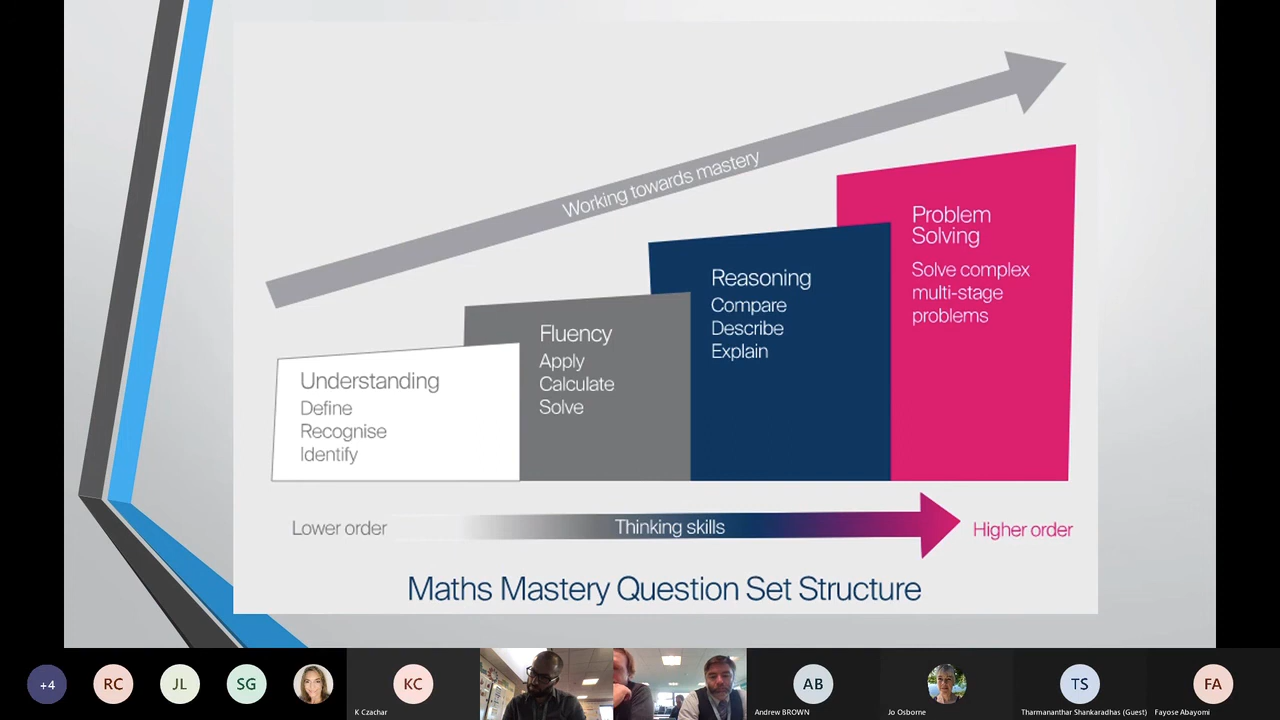 Working towards mastery
Understanding
Define
Recognise
Identify
Fluency
Apply
Calculate
Solve
Reasoning
Compare
Describe
Explain
Problem
Solving
Solve complex
multi-stage
problems
Lower order
Thinking skills
Higher order
Maths Mastery Question Set Structure
+4
RC
JL
SG
KC
K Czachar
AB
Andrew BROWN
Jo Osborne
TS
Tharmananthar Shankaradhas (Guest)
FA
Fayose Abayomi